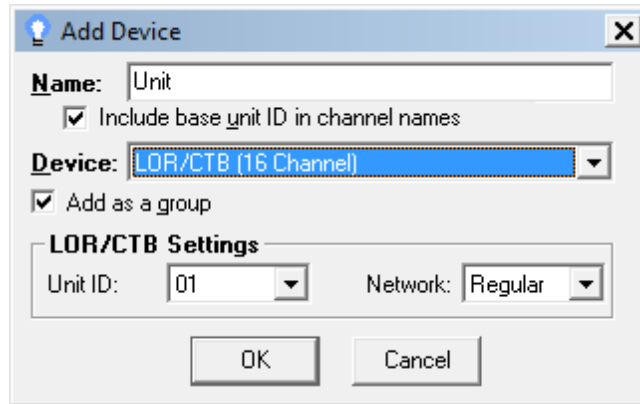 Add Device
Name: Unit
Include base unit ID in channel names
Device: LOR/CTB (16 Channel)
Add as a group
LOR/CTB Settings
Unit ID: 01 Network: Regular
OK Cancel